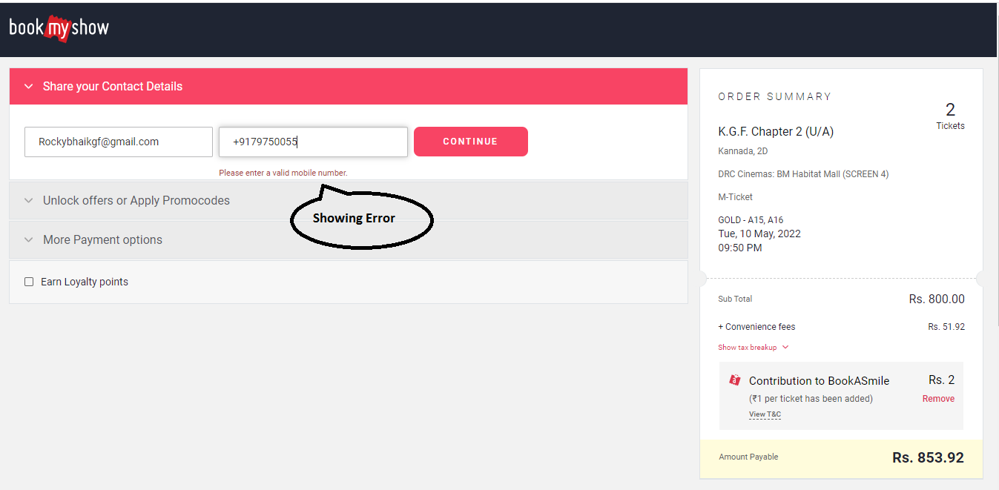 bookmyshow
Share your Contact Details
Rockybhaikgf@gmail.com
+9179750055
CONTINUE
Please enter a valid mobile number.
Unlock offers or Apply Promocodes
Showing Error
More Payment options
Earn Loyalty points
ORDER SUMMARY
2
Tickets
K.G.F. Chapter 2 (U/A)
Kannada, 2D
DRC Cinemas: BM Habitat Mall (SCREEN 4)
M-Ticket
GOLD - A15, A16
Tue, 10 May, 2022
09:50 PM
Sub Total Rs. 800.00
+ Convenience fees Rs. 51.92
Show tax breakup
Contribution to BookASmile Rs. 2
(₹1 per ticket has been added) Remove
View T&C
Amount Payable Rs. 853.92